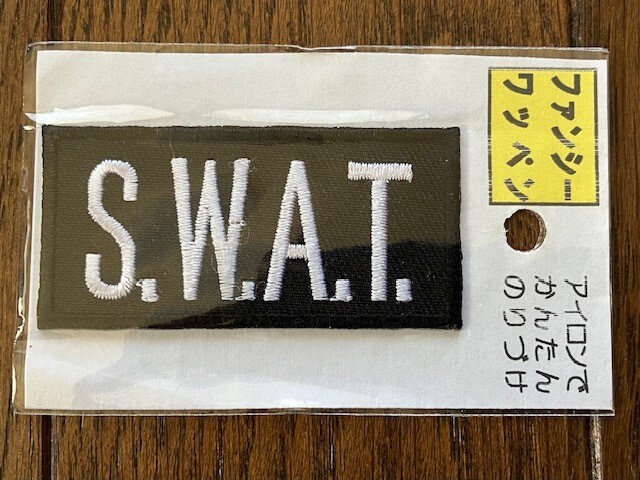 S.W.A.T.
ファンシー
ワッペン
アイロンで
かんたん
のりづけ